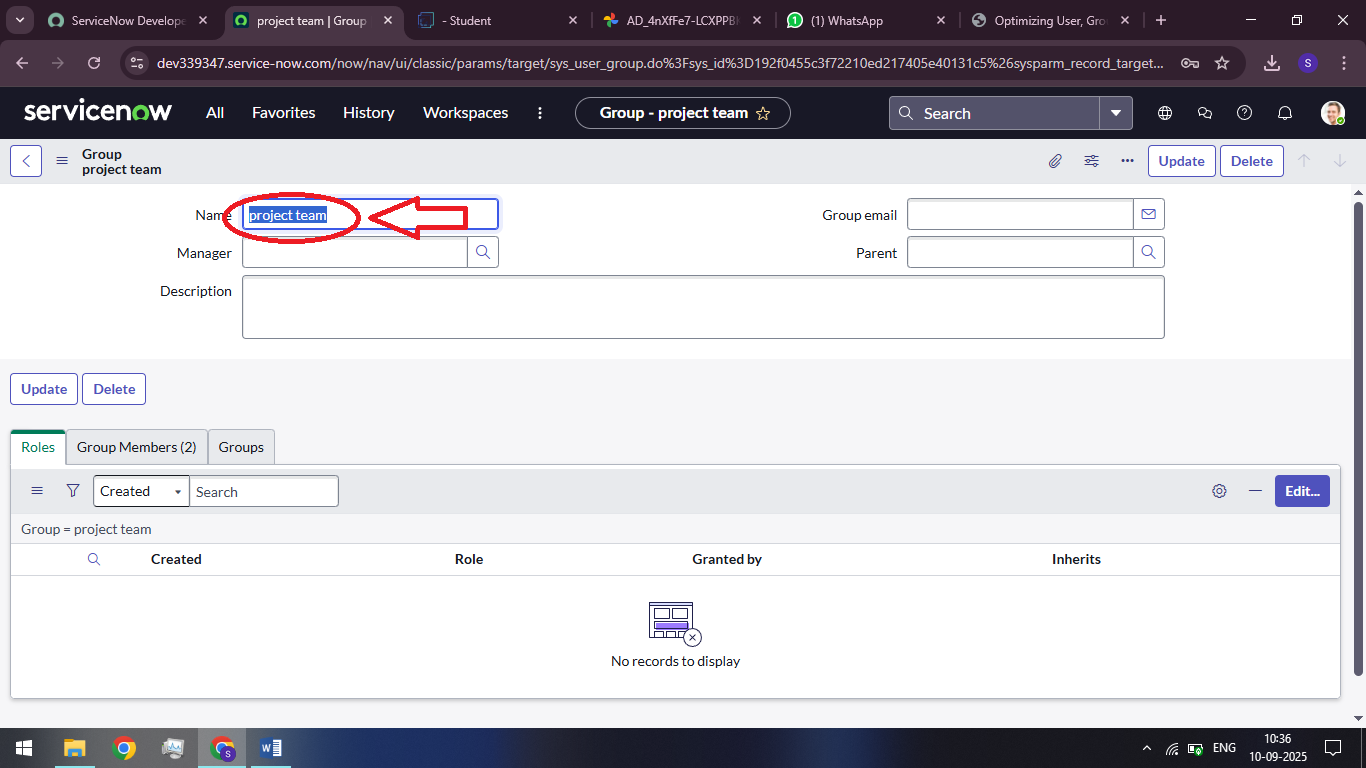 ServiceNow Develope
project team | Group
- Student
AD_4nXfFe7-LCXPPBI
(1) WhatsApp
Optimizing User, Gro
dev339347.service-now.com/now/nav/ui/classic/params/target/sys_user_group.do%3Fsys_id%3D192f0455c3f72210ed217405e40131c5%26sysparm_record_target...
S
servicenow
All
Favorites
History
Workspaces
Group - project team
Search
Group
project team
Update
Delete
Name
project team
Group email
Manager
Parent
Description
Update
Delete
Roles
Group Members (2)
Groups
Created
Search
Edit...
Group = project team
Created
Role
Granted by
Inherits
No records to display
S
ENG
10:36
10-09-2025